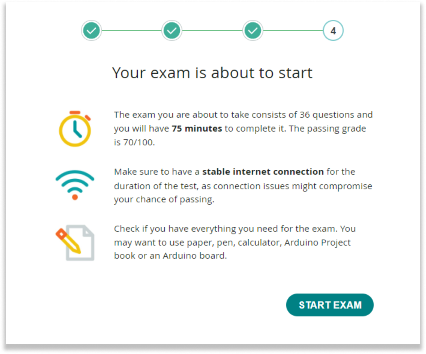 4
Your exam is about to start
The exam you are about to take consists of 36 questions and
you will have 75 minutes to complete it. The passing grade
is 70/100.
Make sure to have a stable internet connection for the
duration of the test, as connection issues might compromise
your chance of passing.
Check if you have everything you need for the exam. You
may want to use paper, pen, calculator, Arduino Project
book or an Arduino board.
START EXAM